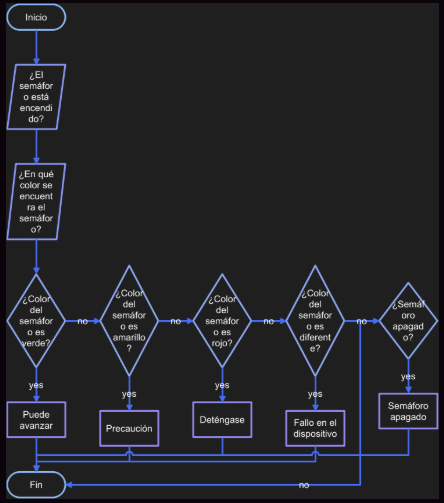 Inicio
¿El
semáfor
o está
encendi
do?
¿En qué
color se
encuent
ra el
semáfor
o?
¿Color
del
semáfor
o es
verde?
no
¿Color
del
semáfor
o es
amarillo
?
no
¿Color
del
semáfor
o es
rojo?
no
¿Color
del
semáfor
o es
diferent
e?
no
¿Semáf
oro
apagad
o?
yes
yes
yes
yes
yes
Puede
avanzar
Precaución
Deténgase
Fallo en el
dispositivo
Semáforo
apagado
Fin
no